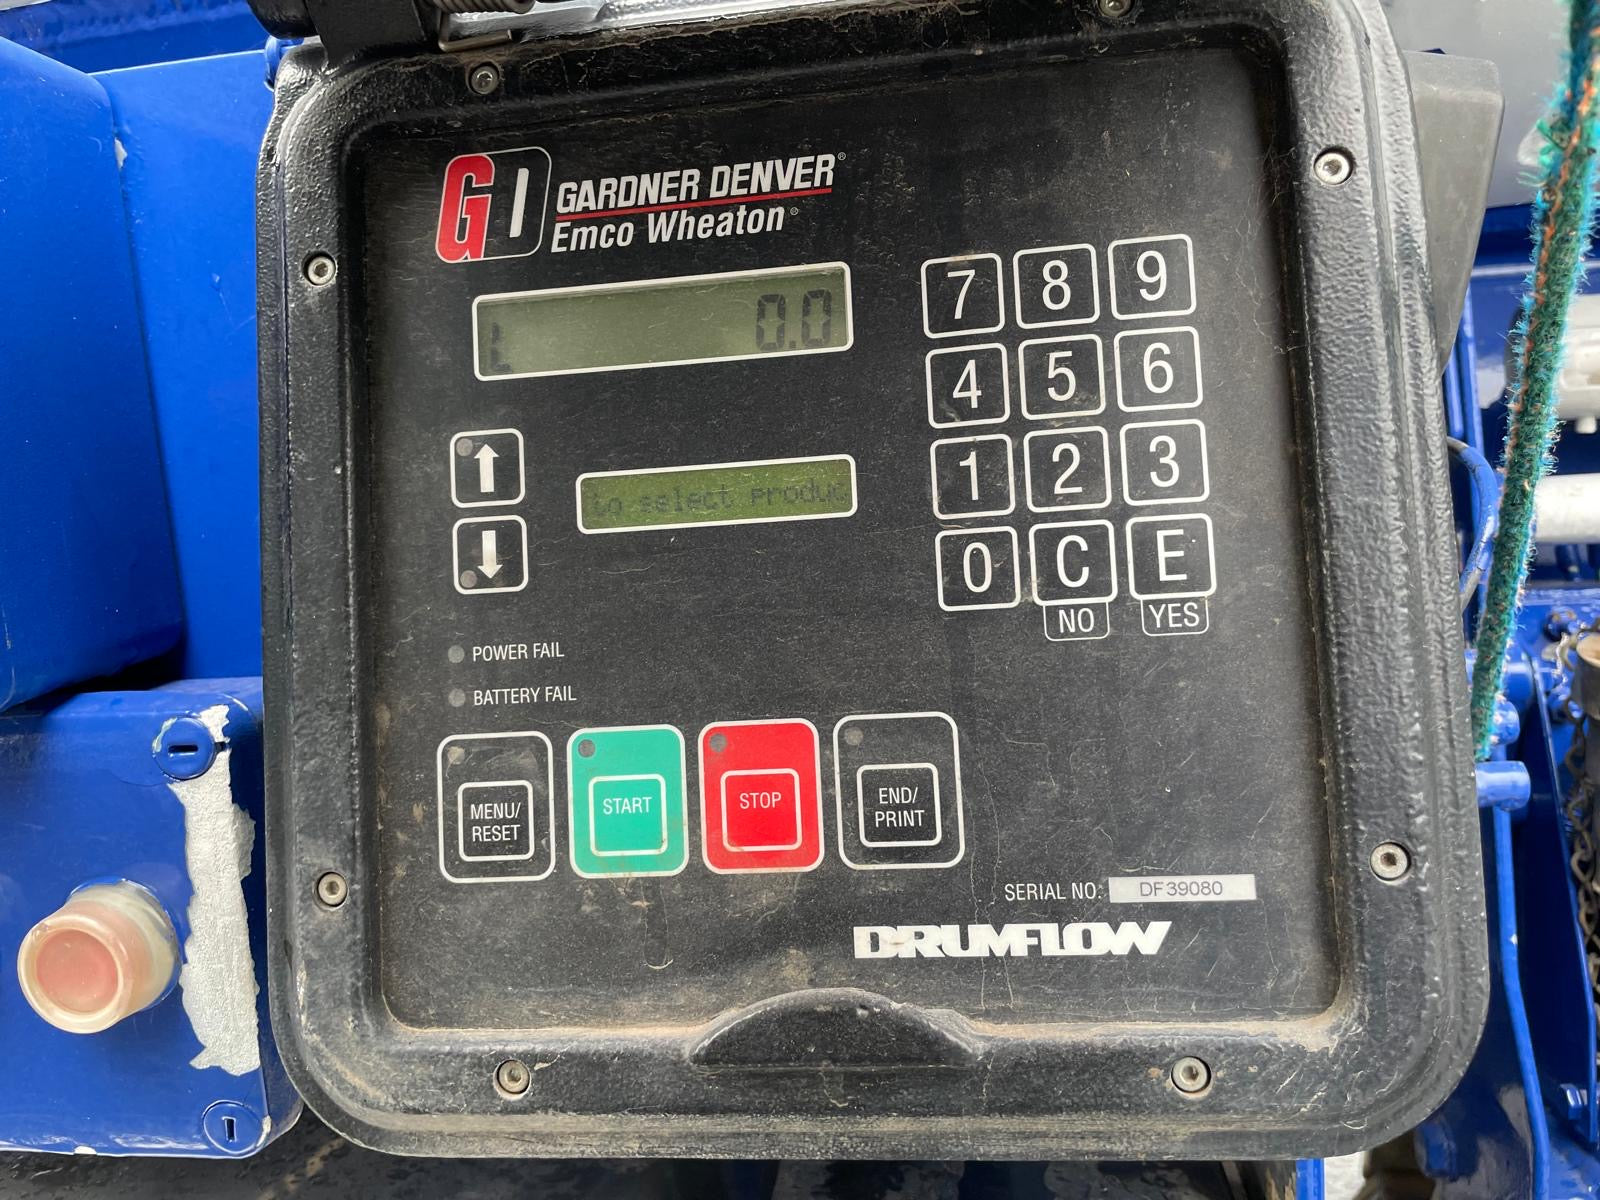 GD GARDNER DENVER®
Emco Wheaton®
L 0.0
7 8 9
4 5 6
to select Produc
1 2 3
0 C E
NO YES
POWER FAIL
BATTERY FAIL
MENU/
RESET
START
STOP
END/
PRINT
SERIAL NO: DF39080
DRUMFLOW